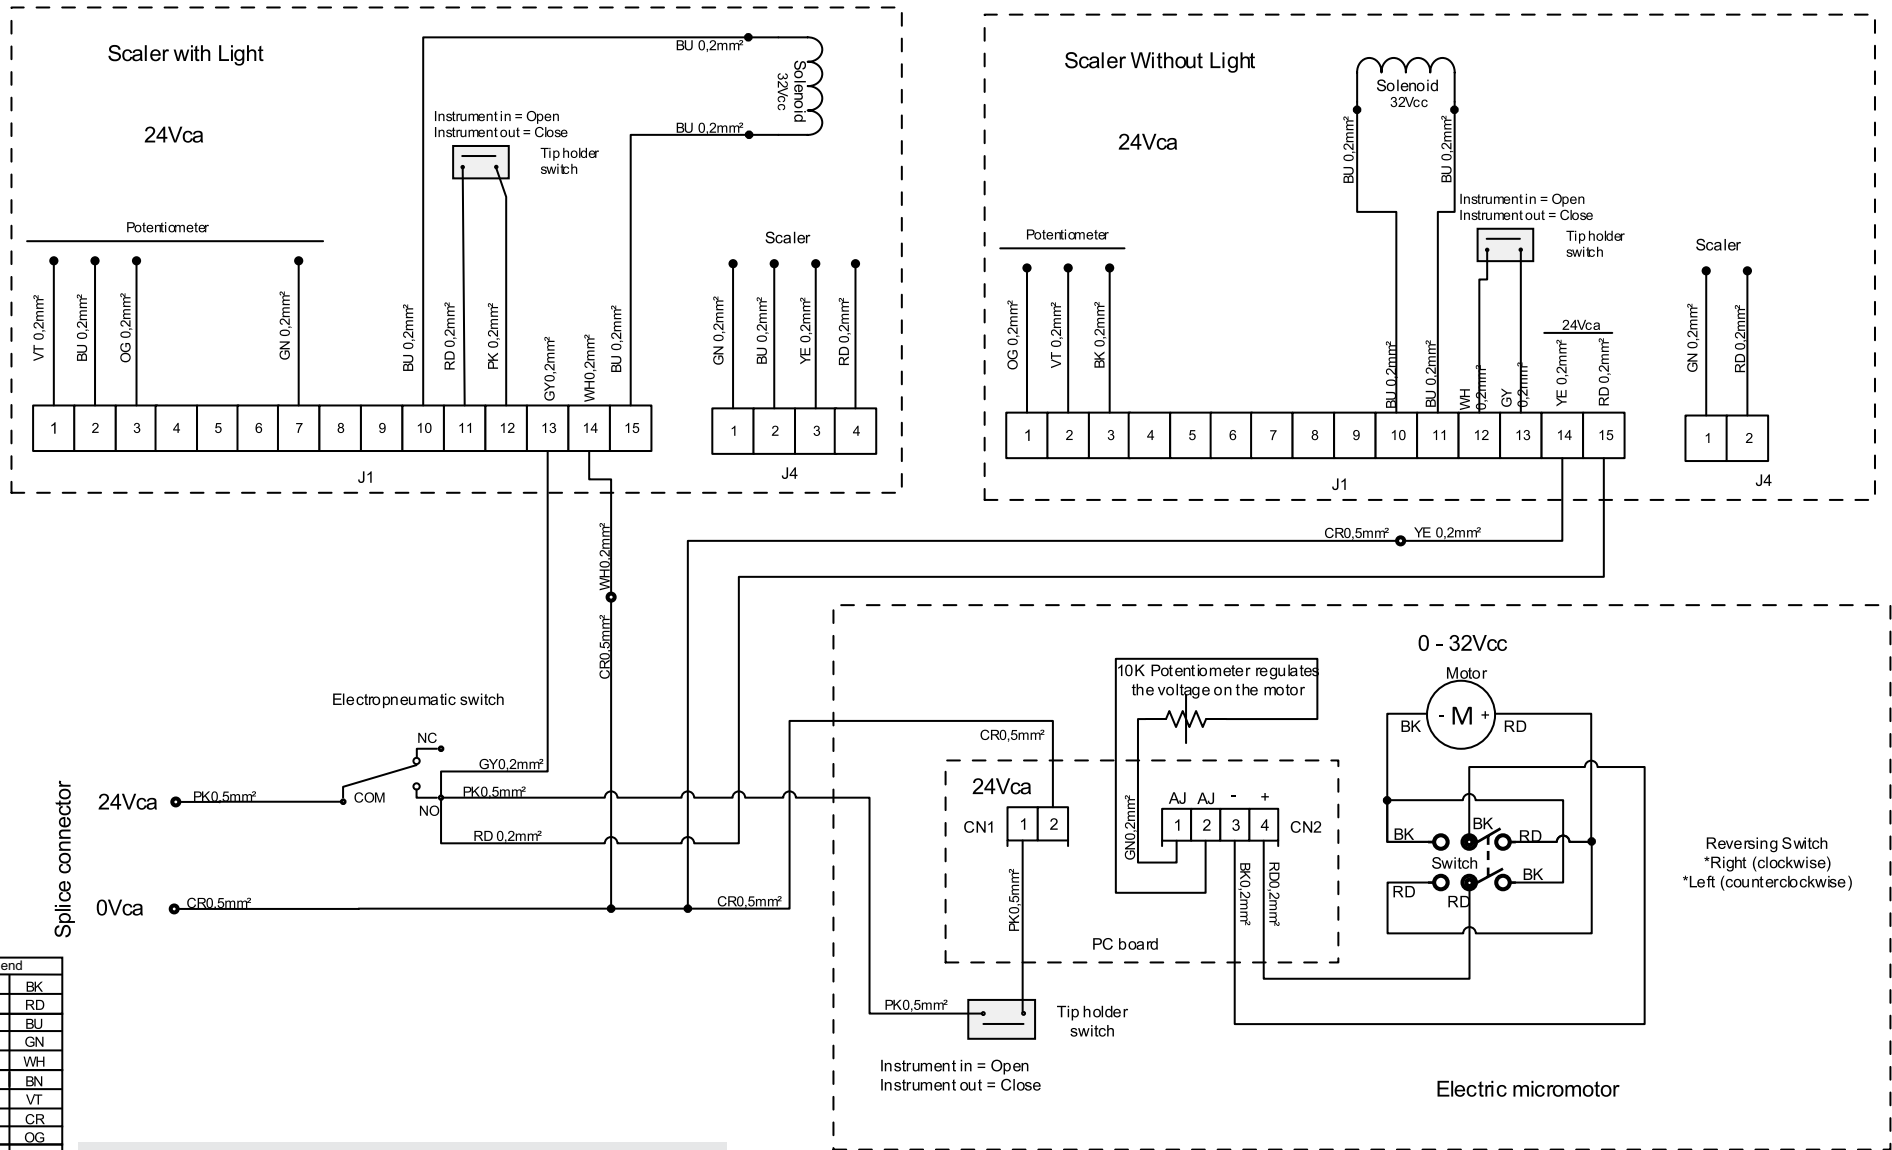 Scaler with Light
24Vca
BU 0,2mm²
Solenoid
32Vcc
BU 0,2mm²
Instrument in = Open
Instrument out = Close
Tip holder
switch
Potentiometer
VT 0,2mm²
BU 0,2mm²
OG 0,2mm²
GN 0,2mm²
BU 0,2mm²
RD 0,2mm²
PK 0,2mm²
GY0,2mm²
WH0,2mm²
BU 0,2mm²
1 2 3 4 5 6 7 8 9 10 11 12 13 14 15
J1
Scaler
GN 0,2mm²
BU 0,2mm²
YE 0,2mm²
RD 0,2mm²
1 2 3 4
J4
Scaler Without Light
24Vca
Solenoid
32Vcc
BU 0,2mm²
BU 0,2mm²
Instrument in = Open
Instrument out = Close
Tip holder
switch
Potentiometer
OG 0,2mm²
VT 0,2mm²
BK 0,2mm²
BU 0,2mm²
BU 0,2mm²
WH
0,2mm²
GY
0,2mm²
24Vca
YE 0,2mm²
RD 0,2mm²
1 2 3 4 5 6 7 8 9 10 11 12 13 14 15
J1
Scaler
GN 0,2mm²
RD 0,2mm²
1 2
J4
CR0,5mm²
YE 0,2mm²
WH0,2mm²
CR0,5mm²
Electropneumatic switch
NC
COM
NO
GY0,2mm²
PK0,5mm²
RD 0,2mm²
Splice connector
24Vca
PK0,5mm²
0Vca
CR0,5mm²
CR0,5mm²
0 - 32Vcc
Motor
- M +
BK
RD
10K Potentiometer regulates
the voltage on the motor
CR0,5mm²
24Vca
CN1
1 2
GN0,2mm²
AJ AJ - +
1 2 3 4
CN2
PK0,5mm²
BK0,2mm²
RD0,2mm²
PC board
BK
BK
RD
Switch
RD
RD
BK
Reversing Switch
*Right (clockwise)
*Left (counterclockwise)
PK0,5mm²
Tip holder
switch
Instrument in = Open
Instrument out = Close
Electric micromotor
end
BK
RD
BU
GN
WH
BN
VT
CR
OG